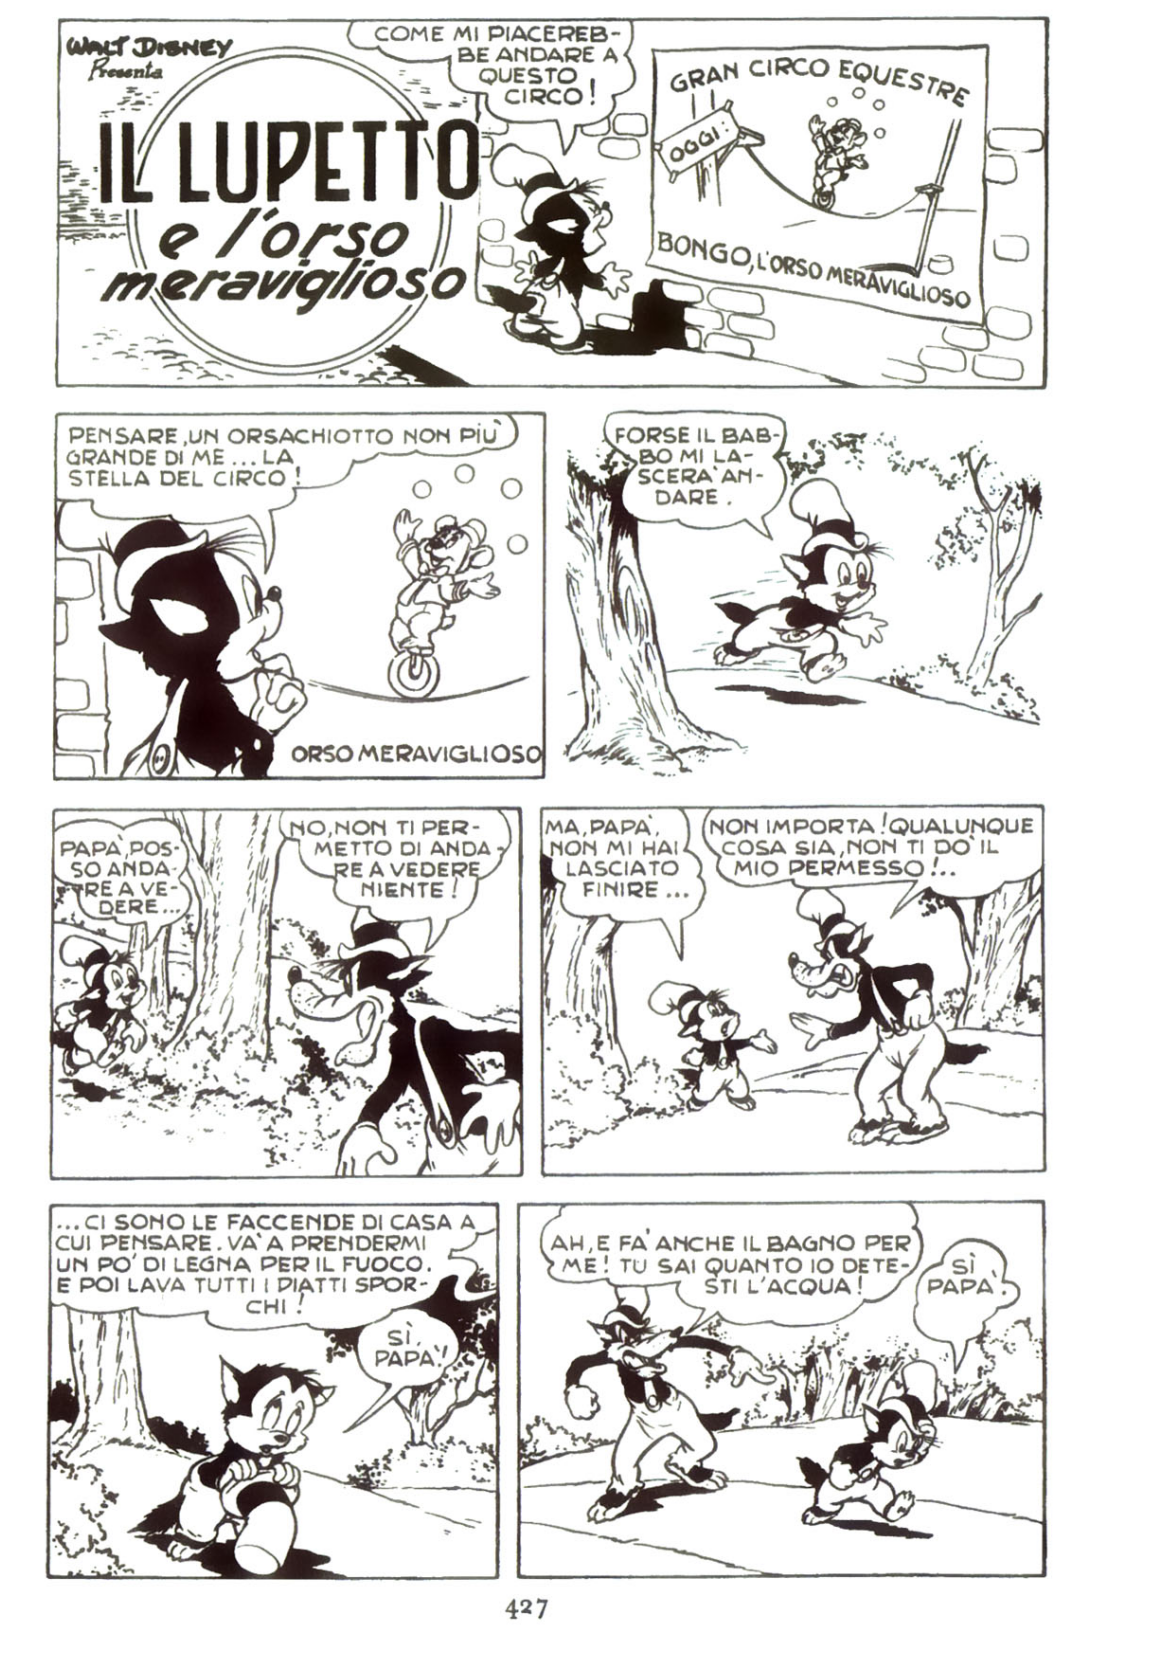 WALT DISNEY
Presenta
IL LUPETTO
e l'orso
meraviglioso
COME MI PIACEREB-
BE ANDARE A
QUESTO
CIRCO!
GRAN CIRCO EQUESTRE
OGGI:
BONGO, L'ORSO MERAVIGLIOSO
PENSARE, UN ORSACHIOTTO NON PIÙ
GRANDE DI ME... LA
STELLA DEL CIRCO!
ORSO MERAVIGLIOSO
FORSE IL BAB-
BO MI LA-
SCERA' AN-
DARE.
PAPA', POS-
SO ANDA-
RE A VE-
DERE...
NO, NON TI PER-
METTO DI ANDA-
RE A VEDERE
NIENTE!
MA, PAPA',
NON MI HAI
LASCIATO
FINIRE...
NON IMPORTA! QUALUNQUE
COSA SIA, NON TI DO' IL
MIO PERMESSO!..
...CI SONO LE FACCENDE DI CASA A
CUI PENSARE. VA' A PRENDERMI
UN PO' DI LEGNA PER IL FUOCO.
E POI LAVA TUTTI I PIATTI SPOR-
CHI!
SÌ,
PAPA'!
AH, E FA' ANCHE IL BAGNO PER
ME! TU SAI QUANTO IO DETE-
STI L'ACQUA!
SÌ
PAPA'.
427